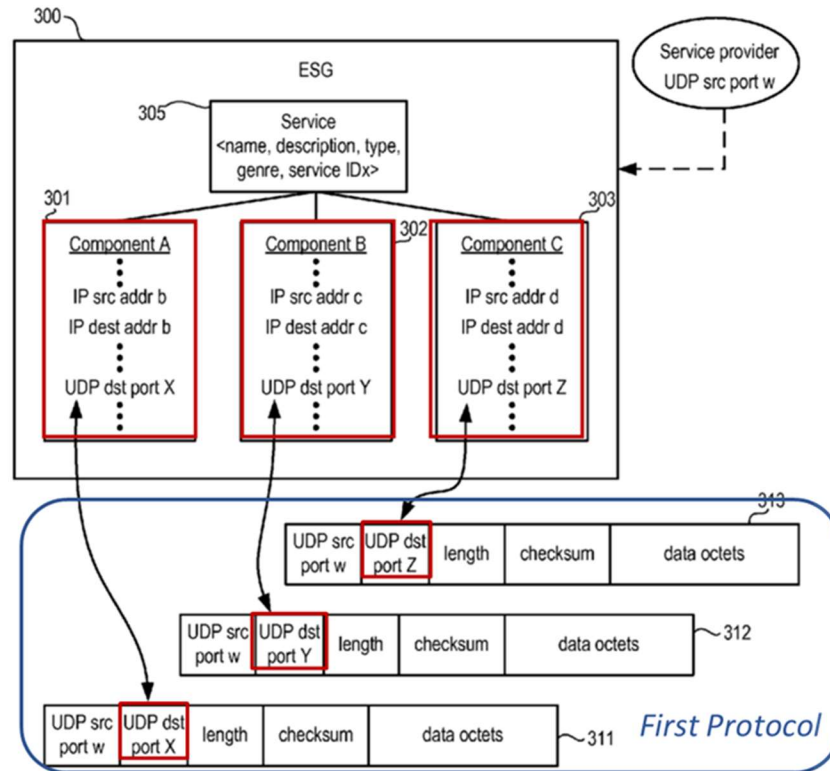 300
ESG
Service provider
UDP src port w
305
Service
<name, description, type,
genre, service IDx>
301
302
303
Component A
IP src addr b
IP dest addr b
UDP dst port X
Component B
IP src addr c
IP dest addr c
UDP dst port Y
Component C
IP src addr d
IP dest addr d
UDP dst port Z
313
UDP src
port w
UDP dst
port Z
length
checksum
data octets
312
UDP src
port w
UDP dst
port Y
length
checksum
data octets
311
UDP src
port w
UDP dst
port X
length
checksum
data octets
First Protocol